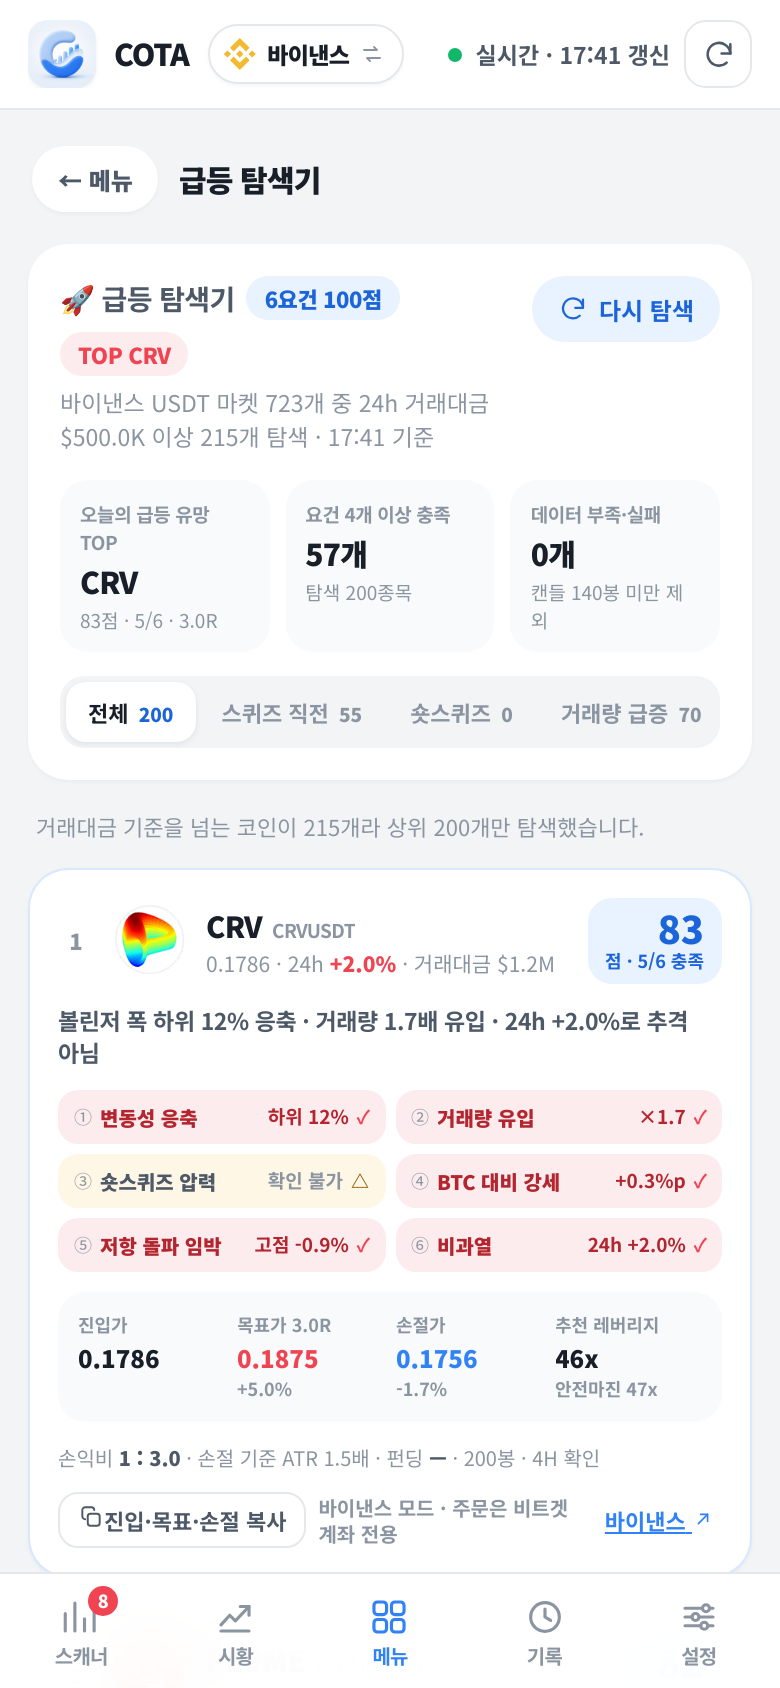 COTA 바이낸스 실시간 · 17:41 갱신
← 메뉴 급등 탐색기
🚀 급등 탐색기 6요건 100점 다시 탐색
TOP CRV
바이낸스 USDT 마켓 723개 중 24h 거래대금
$500.0K 이상 215개 탐색 · 17:41 기준
오늘의 급등 유망
TOP
CRV
83점 · 5/6 · 3.0R
요건 4개 이상 충족
57개
탐색 200종목
데이터 부족·실패
0개
캔들 140봉 미만 제
외
전체 200 스퀴즈 직전 55 숏스퀴즈 0 거래량 급증 70
거래대금 기준을 넘는 코인이 215개라 상위 200개만 탐색했습니다.
1 CRV CRVUSDT
0.1786 · 24h +2.0% · 거래대금 $1.2M
83
점 · 5/6 충족
볼린저 폭 하위 12% 응축 · 거래량 1.7배 유입 · 24h +2.0%로 추격
아님
① 변동성 응축 하위 12% ✓
② 거래량 유입 ×1.7 ✓
③ 숏스퀴즈 압력 확인 불가 △
④ BTC 대비 강세 +0.3%p ✓
⑤ 저항 돌파 임박 고점 -0.9% ✓
⑥ 비과열 24h +2.0% ✓
진입가
0.1786
목표가 3.0R
0.1875
+5.0%
손절가
0.1756
-1.7%
추천 레버리지
46x
안전마진 47x
손익비 1 : 3.0 · 손절 기준 ATR 1.5배 · 펀딩 — · 200봉 · 4H 확인
진입·목표·손절 복사
바이낸스 모드 · 주문은 비트겟
계좌 전용
바이낸스 ↗
8
스캐너 시황 메뉴 기록 설정